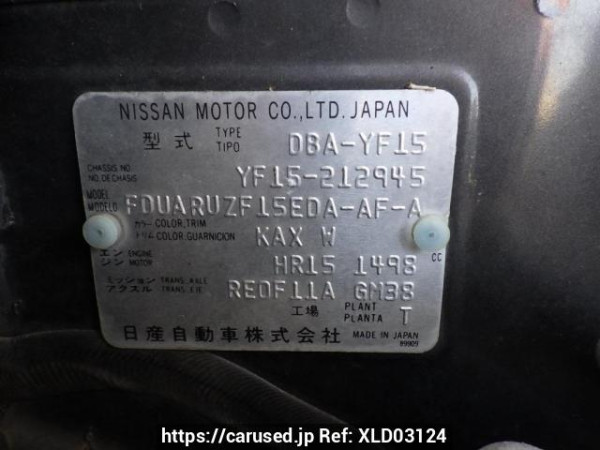 NISSAN MOTOR CO.,LTD. JAPAN
型式 TYPE TIPO DBA-YF15
CHASSIS NO. NO. DE CHASIS YF15-212945
MODEL MODELO FDUARUZF15EDA-AF-A
カラー COLOR,TRIM トリム COLOR,GUARNICION KAX W
エンジン ENGINE MOTOR HR15 1498 CC
ミッション TRANS. AXLE アクスル TRANS. EJE RE0F11A GM38
工場 PLANT PLANTA T
日産自動車株式会社 MADE IN JAPAN
89909
https://carused.jp Ref: XLD03124